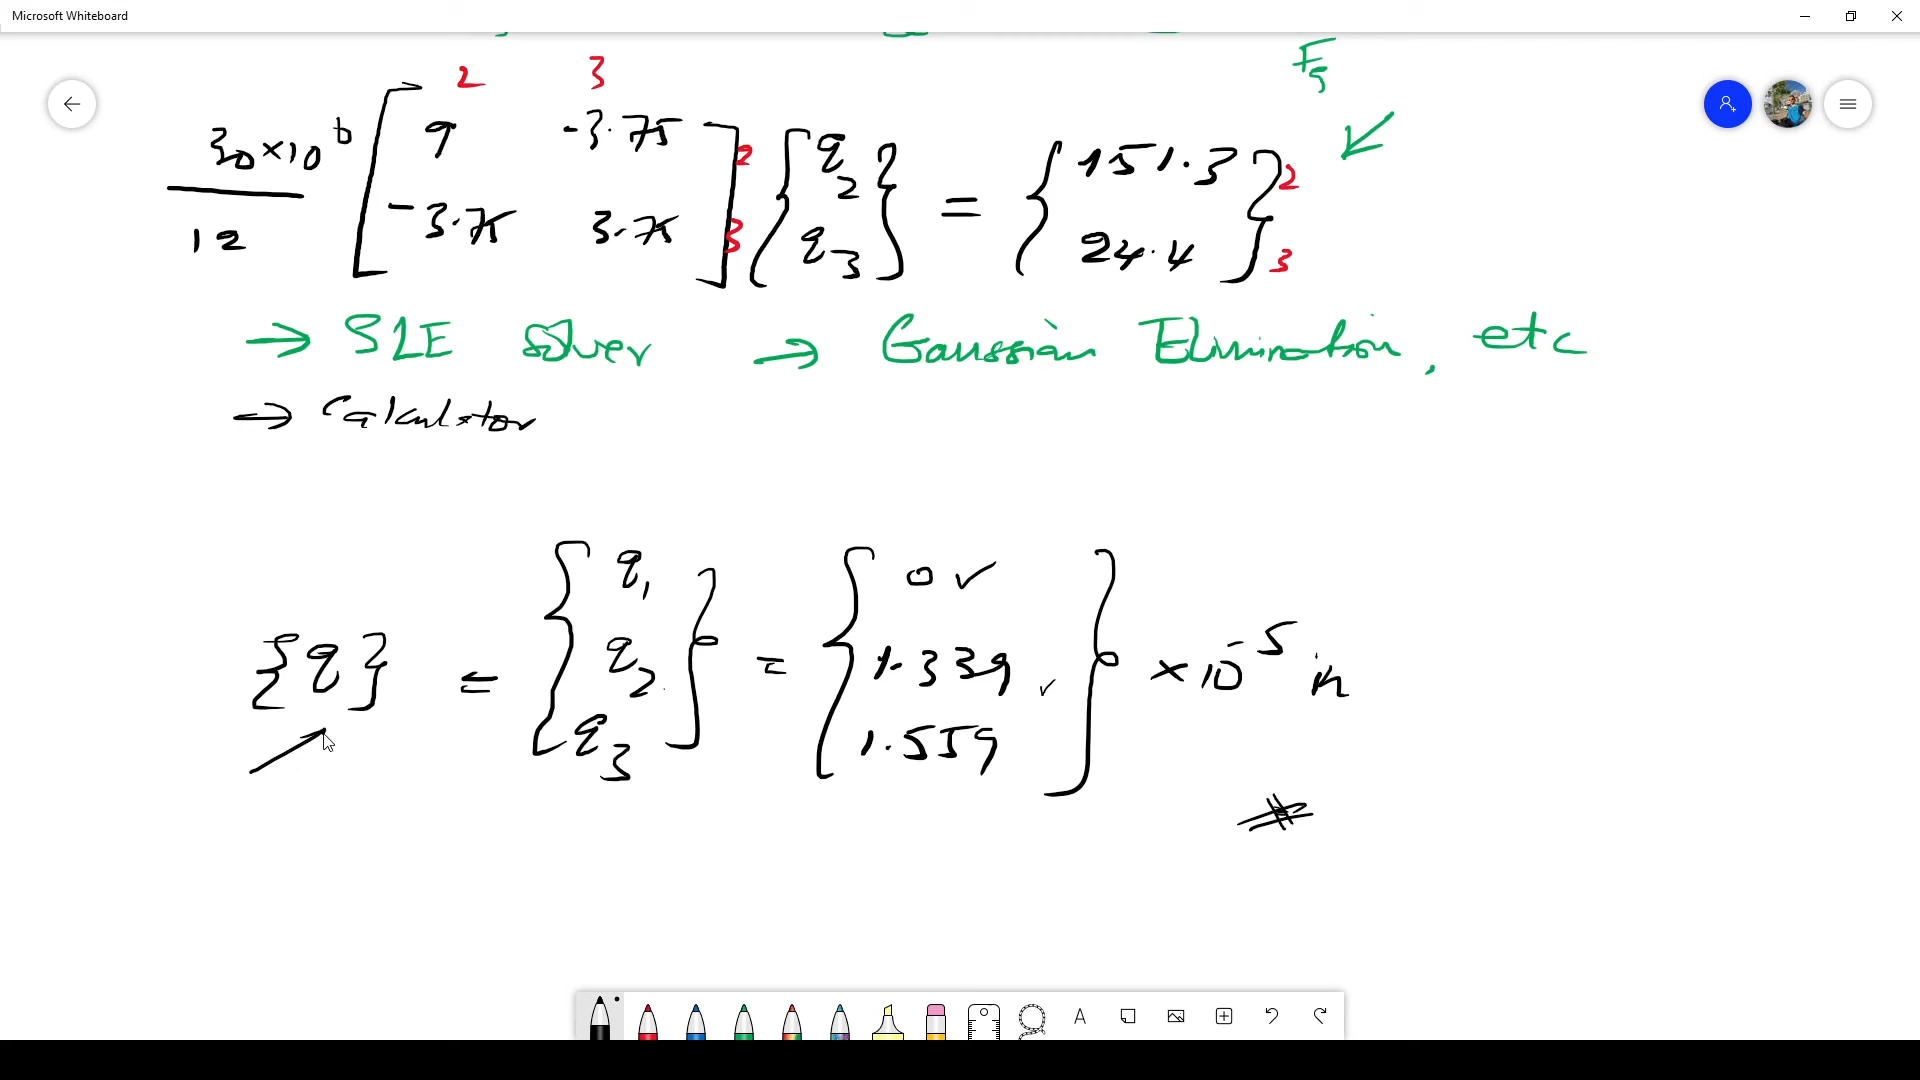 Microsoft Whiteboard
F5
2 3
30×10^6 / 12 [ 9 -3.75 ] 2 { q2 } = { 151.3 } 2
[ -3.75 3.75 ] 3 { q3 } { 24.4 } 3
→ SLE Solver → Gaussian Elimination, etc
→ Calculator
{q} = { q1 } = { 0 ✓ } ×10^-5 in
{ q2 } { 1.339 ✓ }
{ q3 } { 1.559 }
A